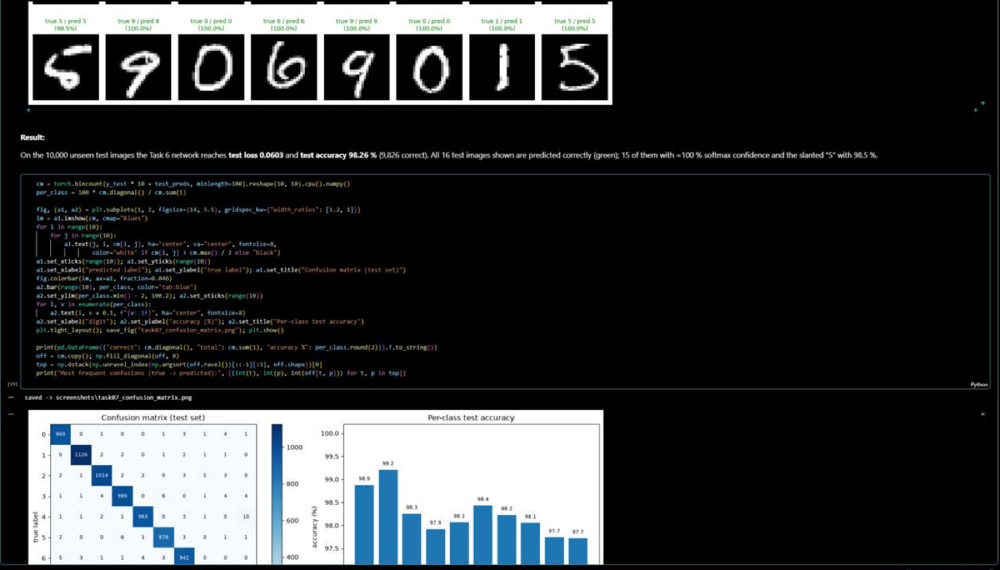 true 5 / pred 5 true 9 / pred 9 true 0 / pred 0 true 6 / pred 6 true 9 / pred 9 true 0 / pred 0 true 1 / pred 1 true 5 / pred 5
(98.5%) (100.0%) (100.0%) (100.0%) (100.0%) (100.0%) (100.0%) (100.0%)
5 9 0 6 9 0 1 5
Result:
On the 10,000 unseen test images the Task 6 network reaches test loss 0.0603 and test accuracy 98.26 % (9,826 correct). All 16 test images shown are predicted correctly (green); 15 of them with ≈100 % softmax confidence and the slanted "5" with 98.5 %.
cm = torch.bincount(y_test * 10 + test_preds, minlength=100).reshape(10, 10).cpu().numpy()
per_class = 100 * cm.diagonal() / cm.sum(1)
fig, (a1, a2) = plt.subplots(1, 2, figsize=(14, 5.5), gridspec_kw={"width_ratios": [1.2, 1]})
im = a1.imshow(cm, cmap="Blues")
for i in range(10):
for j in range(10):
a1.text(j, i, cm[i, j], ha="center", va="center", fontsize=8,
color="white" if cm[i, j] > cm.max() / 2 else "black")
a1.set_xticks(range(10)); a1.set_yticks(range(10))
a1.set_xlabel("predicted label"); a1.set_ylabel("true label"); a1.set_title("Confusion matrix (test set)")
fig.colorbar(im, ax=a1, fraction=0.046)
a2.bar(range(10), per_class, color="tab:blue")
a2.set_ylim(per_class.min() - 2, 100.2); a2.set_xticks(range(10))
for i, v in enumerate(per_class):
a2.text(i, v + 0.1, f"{v:.1f}", ha="center", fontsize=8)
a2.set_xlabel("digit"); a2.set_ylabel("accuracy (%)"); a2.set_title("Per-class test accuracy")
plt.tight_layout(); save_fig("task07_confusion_matrix.png"); plt.show()
print(pd.DataFrame({"correct": cm.diagonal(), "total": cm.sum(1), "accuracy %": per_class.round(2)}).T.to_string())
off = cm.copy(); np.fill_diagonal(off, 0)
top = np.dstack(np.unravel_index(np.argsort(off.ravel())[::-1][:3], off.shape))[0]
print("Most frequent confusions (true -> predicted):", [(int(t), int(p), int(off[t, p])) for t, p in top])
[15]
Python
saved -> screenshots\task07_confusion_matrix.png
Confusion matrix (test set)
0 969 0 1 0 0 1 3 1 4 1
1 0 1126 2 2 0 1 2 1 1 0
2 2 1 1014 2 2 0 3 5 3 0
3 1 1 4 989 0 6 0 1 4 4
4 1 1 2 1 963 0 3 1 0 10
5 2 0 0 6 1 878 3 0 1 1
6 5 3 1 1 4 3 941 0 0 0
true label
1000
800
600
400
Per-class test accuracy
100.0
99.5
99.0
98.5
98.0
97.5
accuracy (%)
98.9 99.2 98.3 97.9 98.1 98.4 98.2 98.1 97.7 97.7